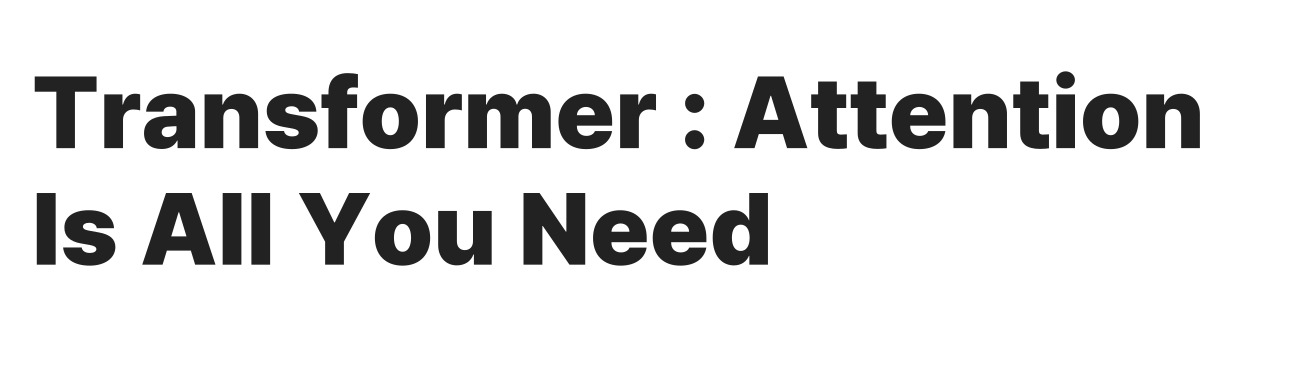 Transformer : Attention
Is All You Need